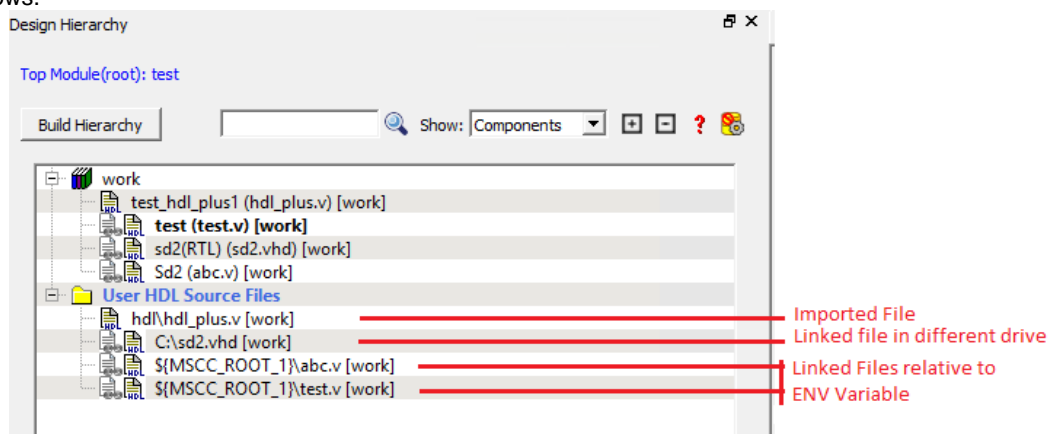 ows:
Design Hierarchy
Top Module(root): test
Build Hierarchy
Show: Components
work
test_hdl_plus1 (hdl_plus.v) [work]
test (test.v) [work]
sd2(RTL) (sd2.vhd) [work]
Sd2 (abc.v) [work]
User HDL Source Files
hdl\hdl_plus.v [work]
Imported File
C:\sd2.vhd [work]
Linked file in different drive
${MSCC_ROOT_1}\abc.v [work]
Linked Files relative to
${MSCC_ROOT_1}\test.v [work]
ENV Variable